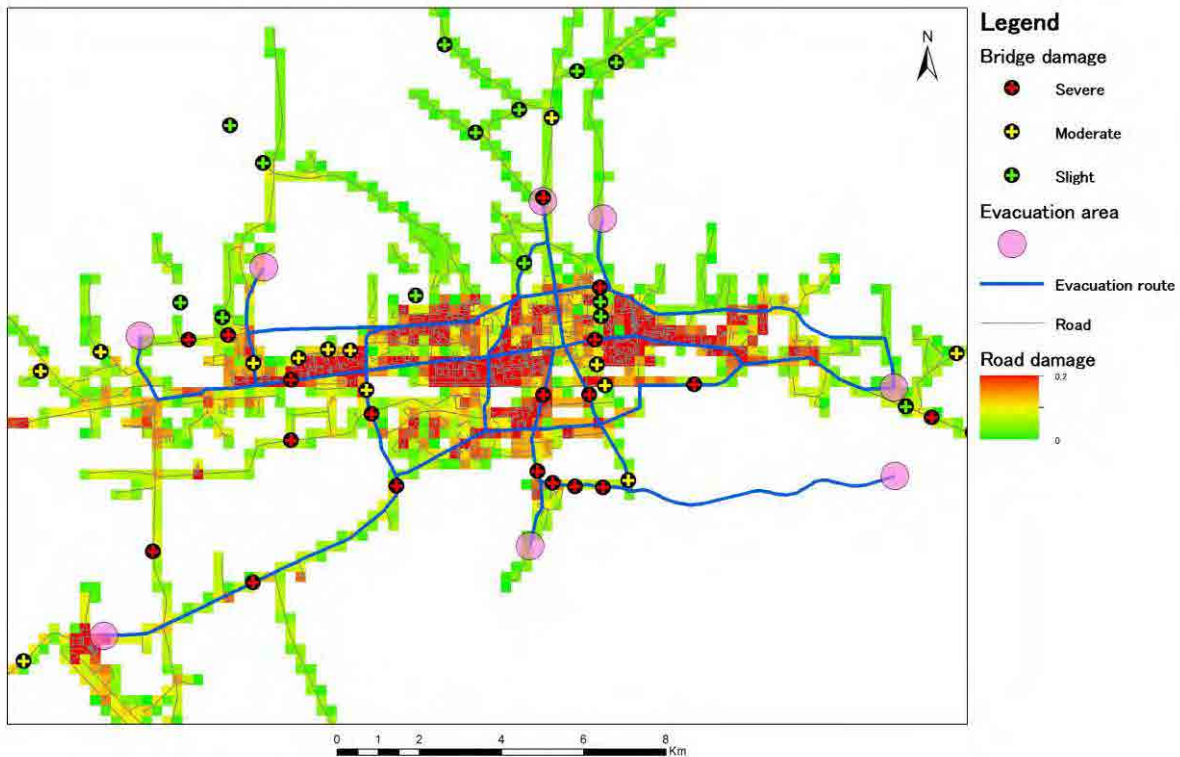 N
Legend
Bridge damage
Severe
Moderate
Slight
Evacuation area
Evacuation route
Road
Road damage
0.2
0
0 1 2 4 6 8
Km